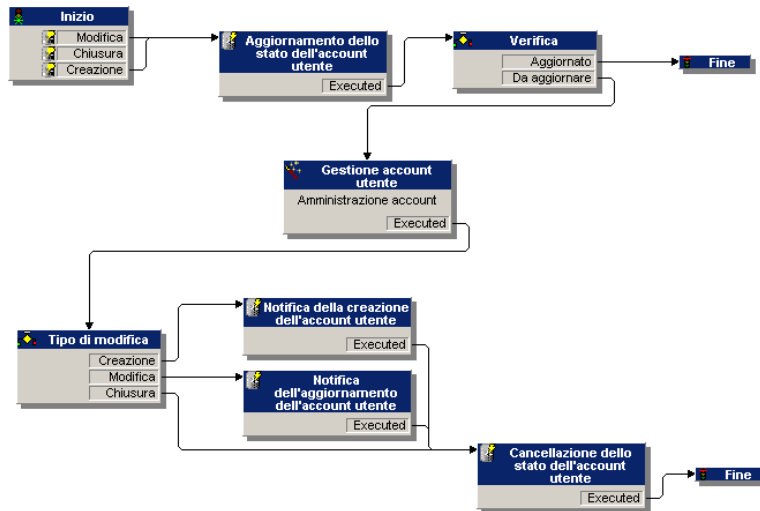 Inizio
Modifica
Chiusura
Creazione
Aggiornamento dello
stato dell'account
utente
Executed
Verifica
Aggiornato
Da aggiornare
Fine
Gestione account
utente
Amministrazione account
Executed
Tipo di modifica
Creazione
Modifica
Chiusura
Notifica della creazione
dell'account utente
Executed
Notifica
dell'aggiornamento
dell'account utente
Executed
Cancellazione dello
stato dell'account
utente
Executed
Fine